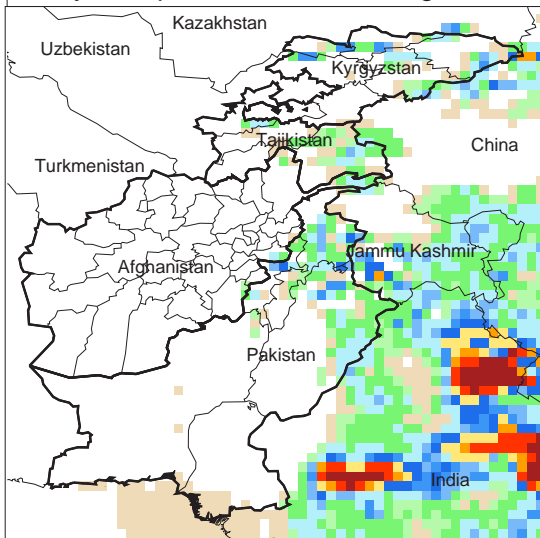 Kazakhstan
Uzbekistan
Kyrgyzstan
Tajikistan
China
Turkmenistan
Jammu Kashmir
Afghanistan
Pakistan
India